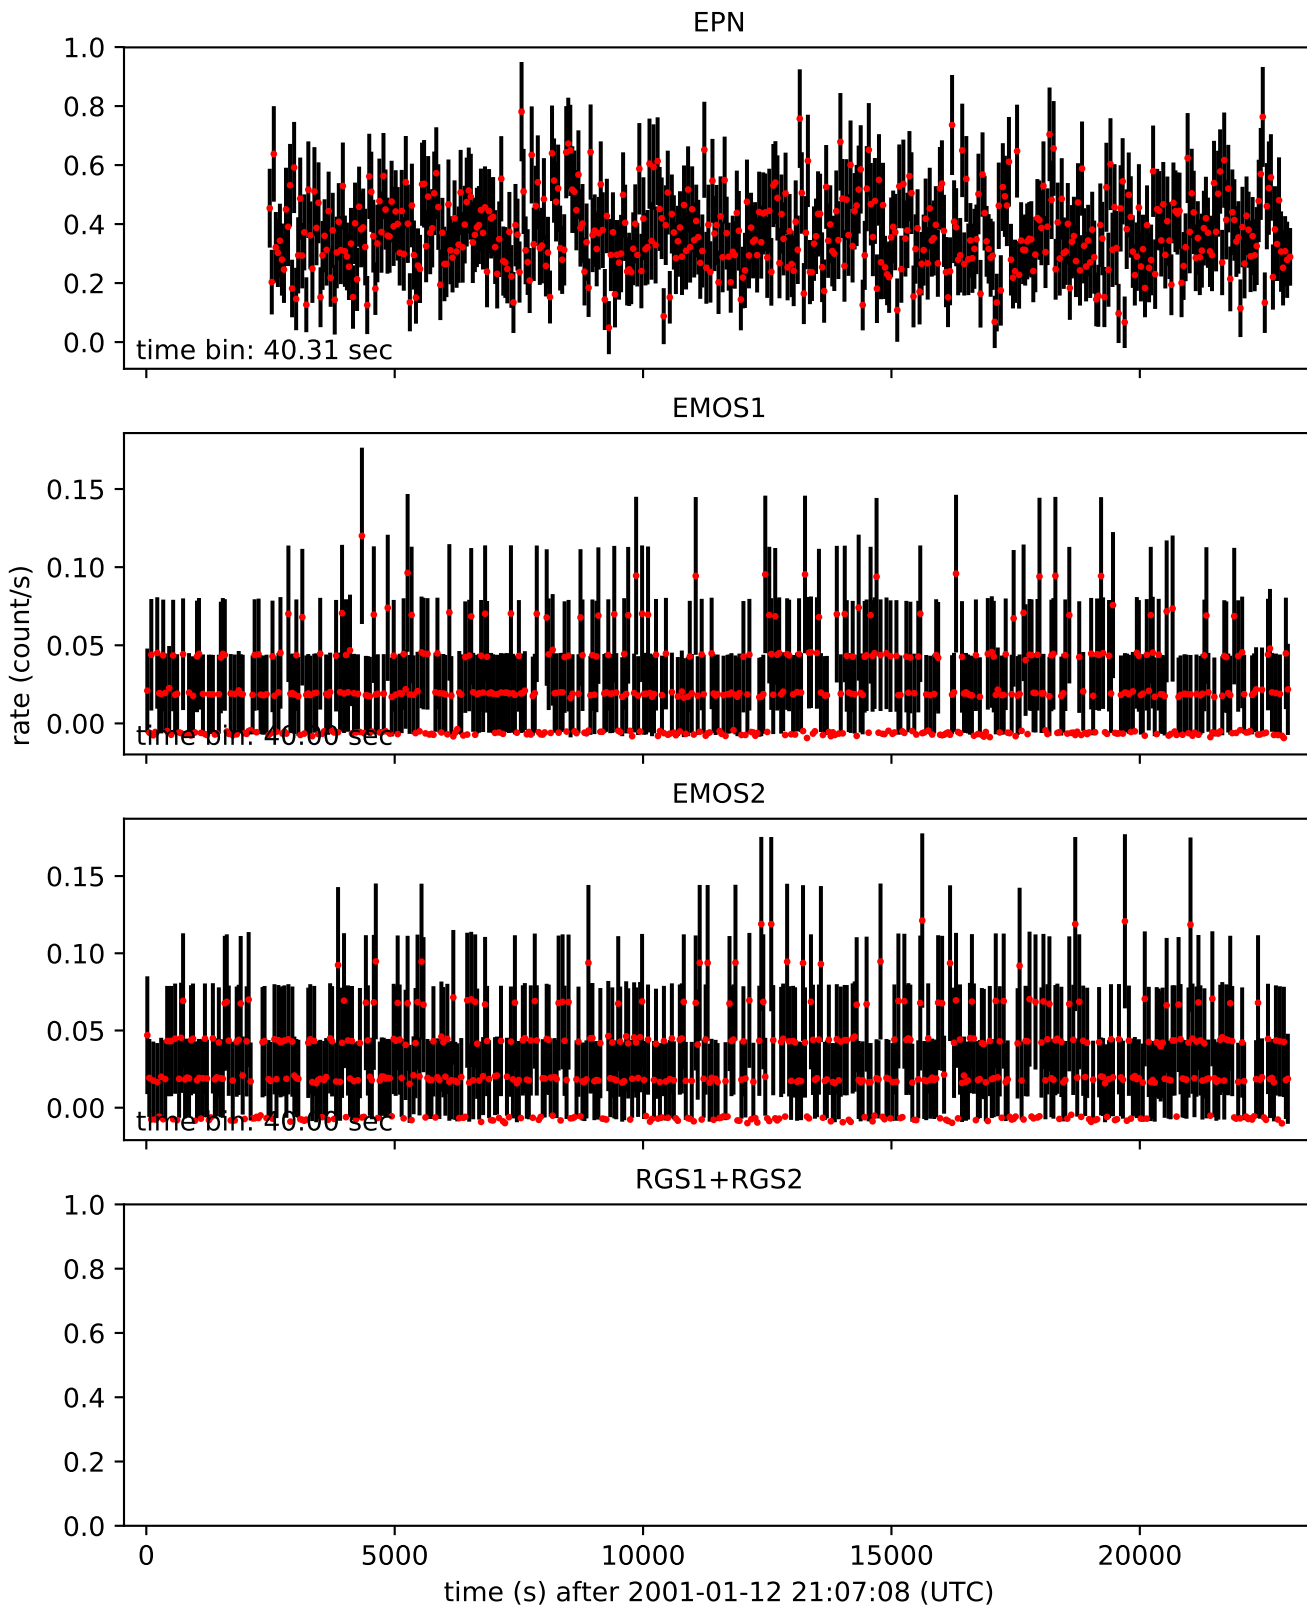 EPN
1.0
0.8
0.6
0.4
0.2
0.0
time bin: 40.31 sec
EMOS1
0.15
0.10
0.05
0.00
time bin: 40.00 sec
rate (count/s)
EMOS2
0.15
0.10
0.05
0.00
time bin: 40.00 sec
RGS1+RGS2
1.0
0.8
0.6
0.4
0.2
0.0
0 5000 10000 15000 20000
time (s) after 2001-01-12 21:07:08 (UTC)